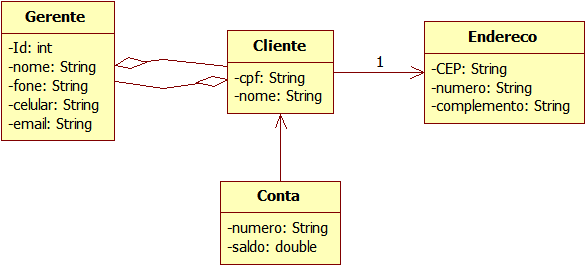 Gerente
-Id: int
-nome: String
-fone: String
-celular: String
-email: String
Cliente
-cpf: String
-nome: String
1
Endereco
-CEP: String
-numero: String
-complemento: String
Conta
-numero: String
-saldo: double